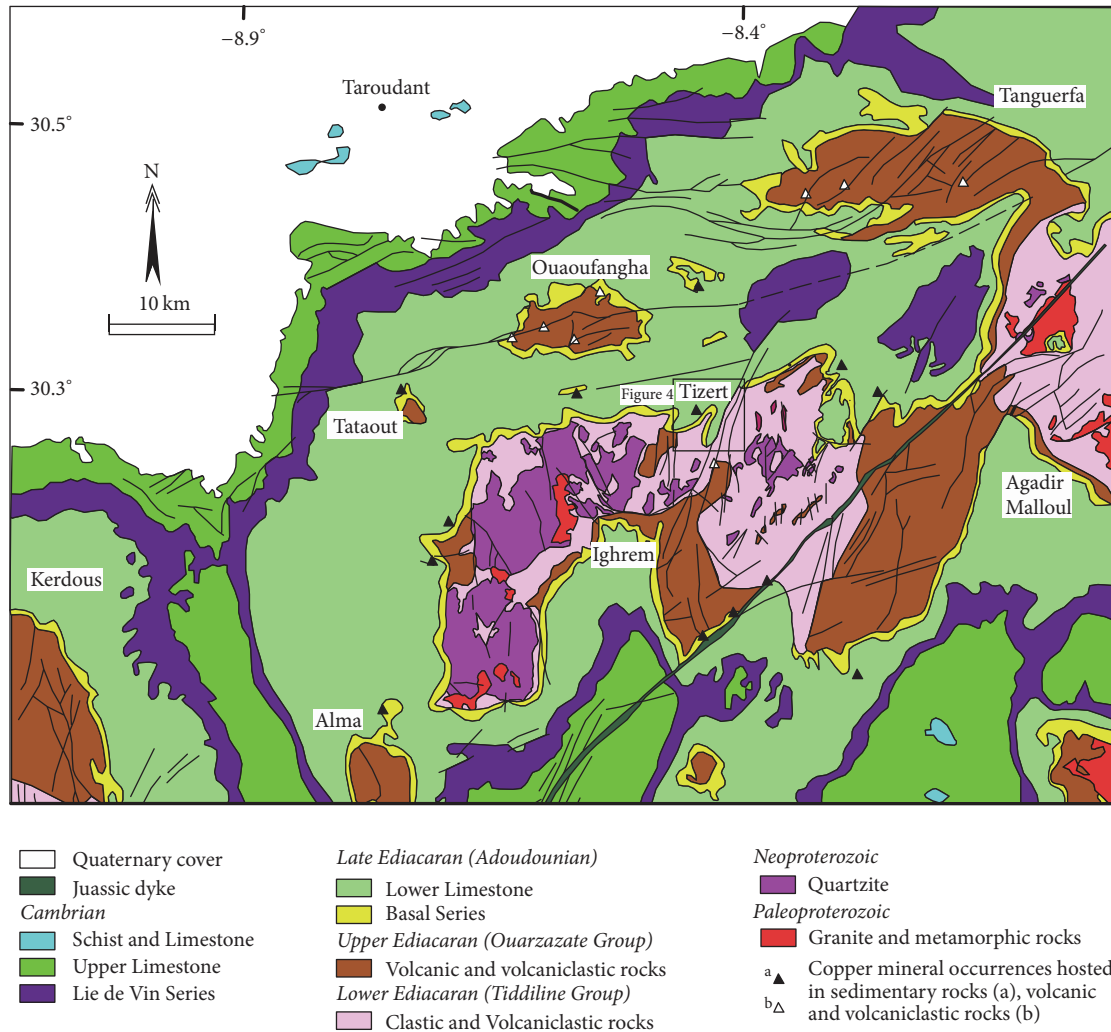 −8.9°
−8.4°
Taroudant
Tanguerfa
30.5°
N
Ouaoufangha
10 km
30.3°
Figure 4
Tizert
Tataout
Agadir
Malloul
Ighrem
Kerdous
Alma
Quaternary cover
Juassic dyke
Cambrian
Schist and Limestone
Upper Limestone
Lie de Vin Series
Late Ediacaran (Adoudounian)
Lower Limestone
Basal Series
Upper Ediacaran (Ouarzazate Group)
Volcanic and volcaniclastic rocks
Lower Ediacaran (Tiddiline Group)
Clastic and Volcaniclastic rocks
Neoproterozoic
Quartzite
Paleoproterozoic
Granite and metamorphic rocks
a Copper mineral occurrences hosted
in sedimentary rocks (a), volcanic
b and volcaniclastic rocks (b)